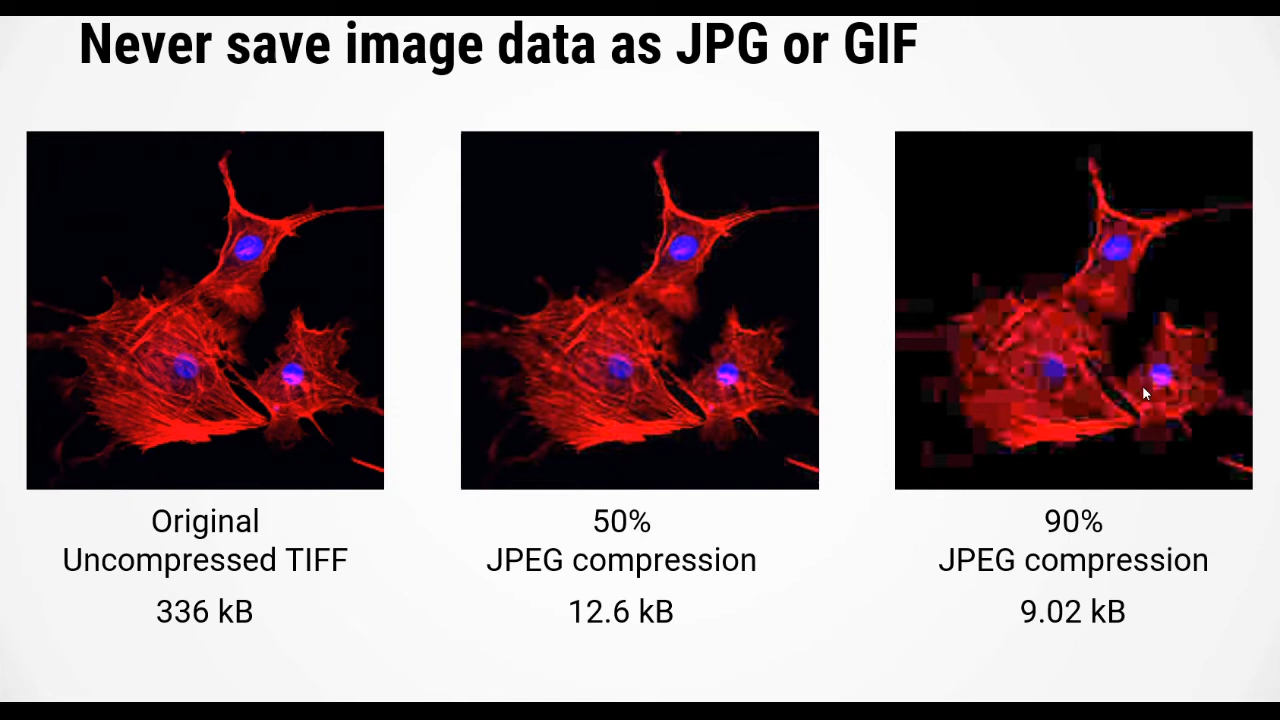 Never save image data as JPG or GIF
Original
Uncompressed TIFF
336 kB
50%
JPEG compression
12.6 kB
90%
JPEG compression
9.02 kB